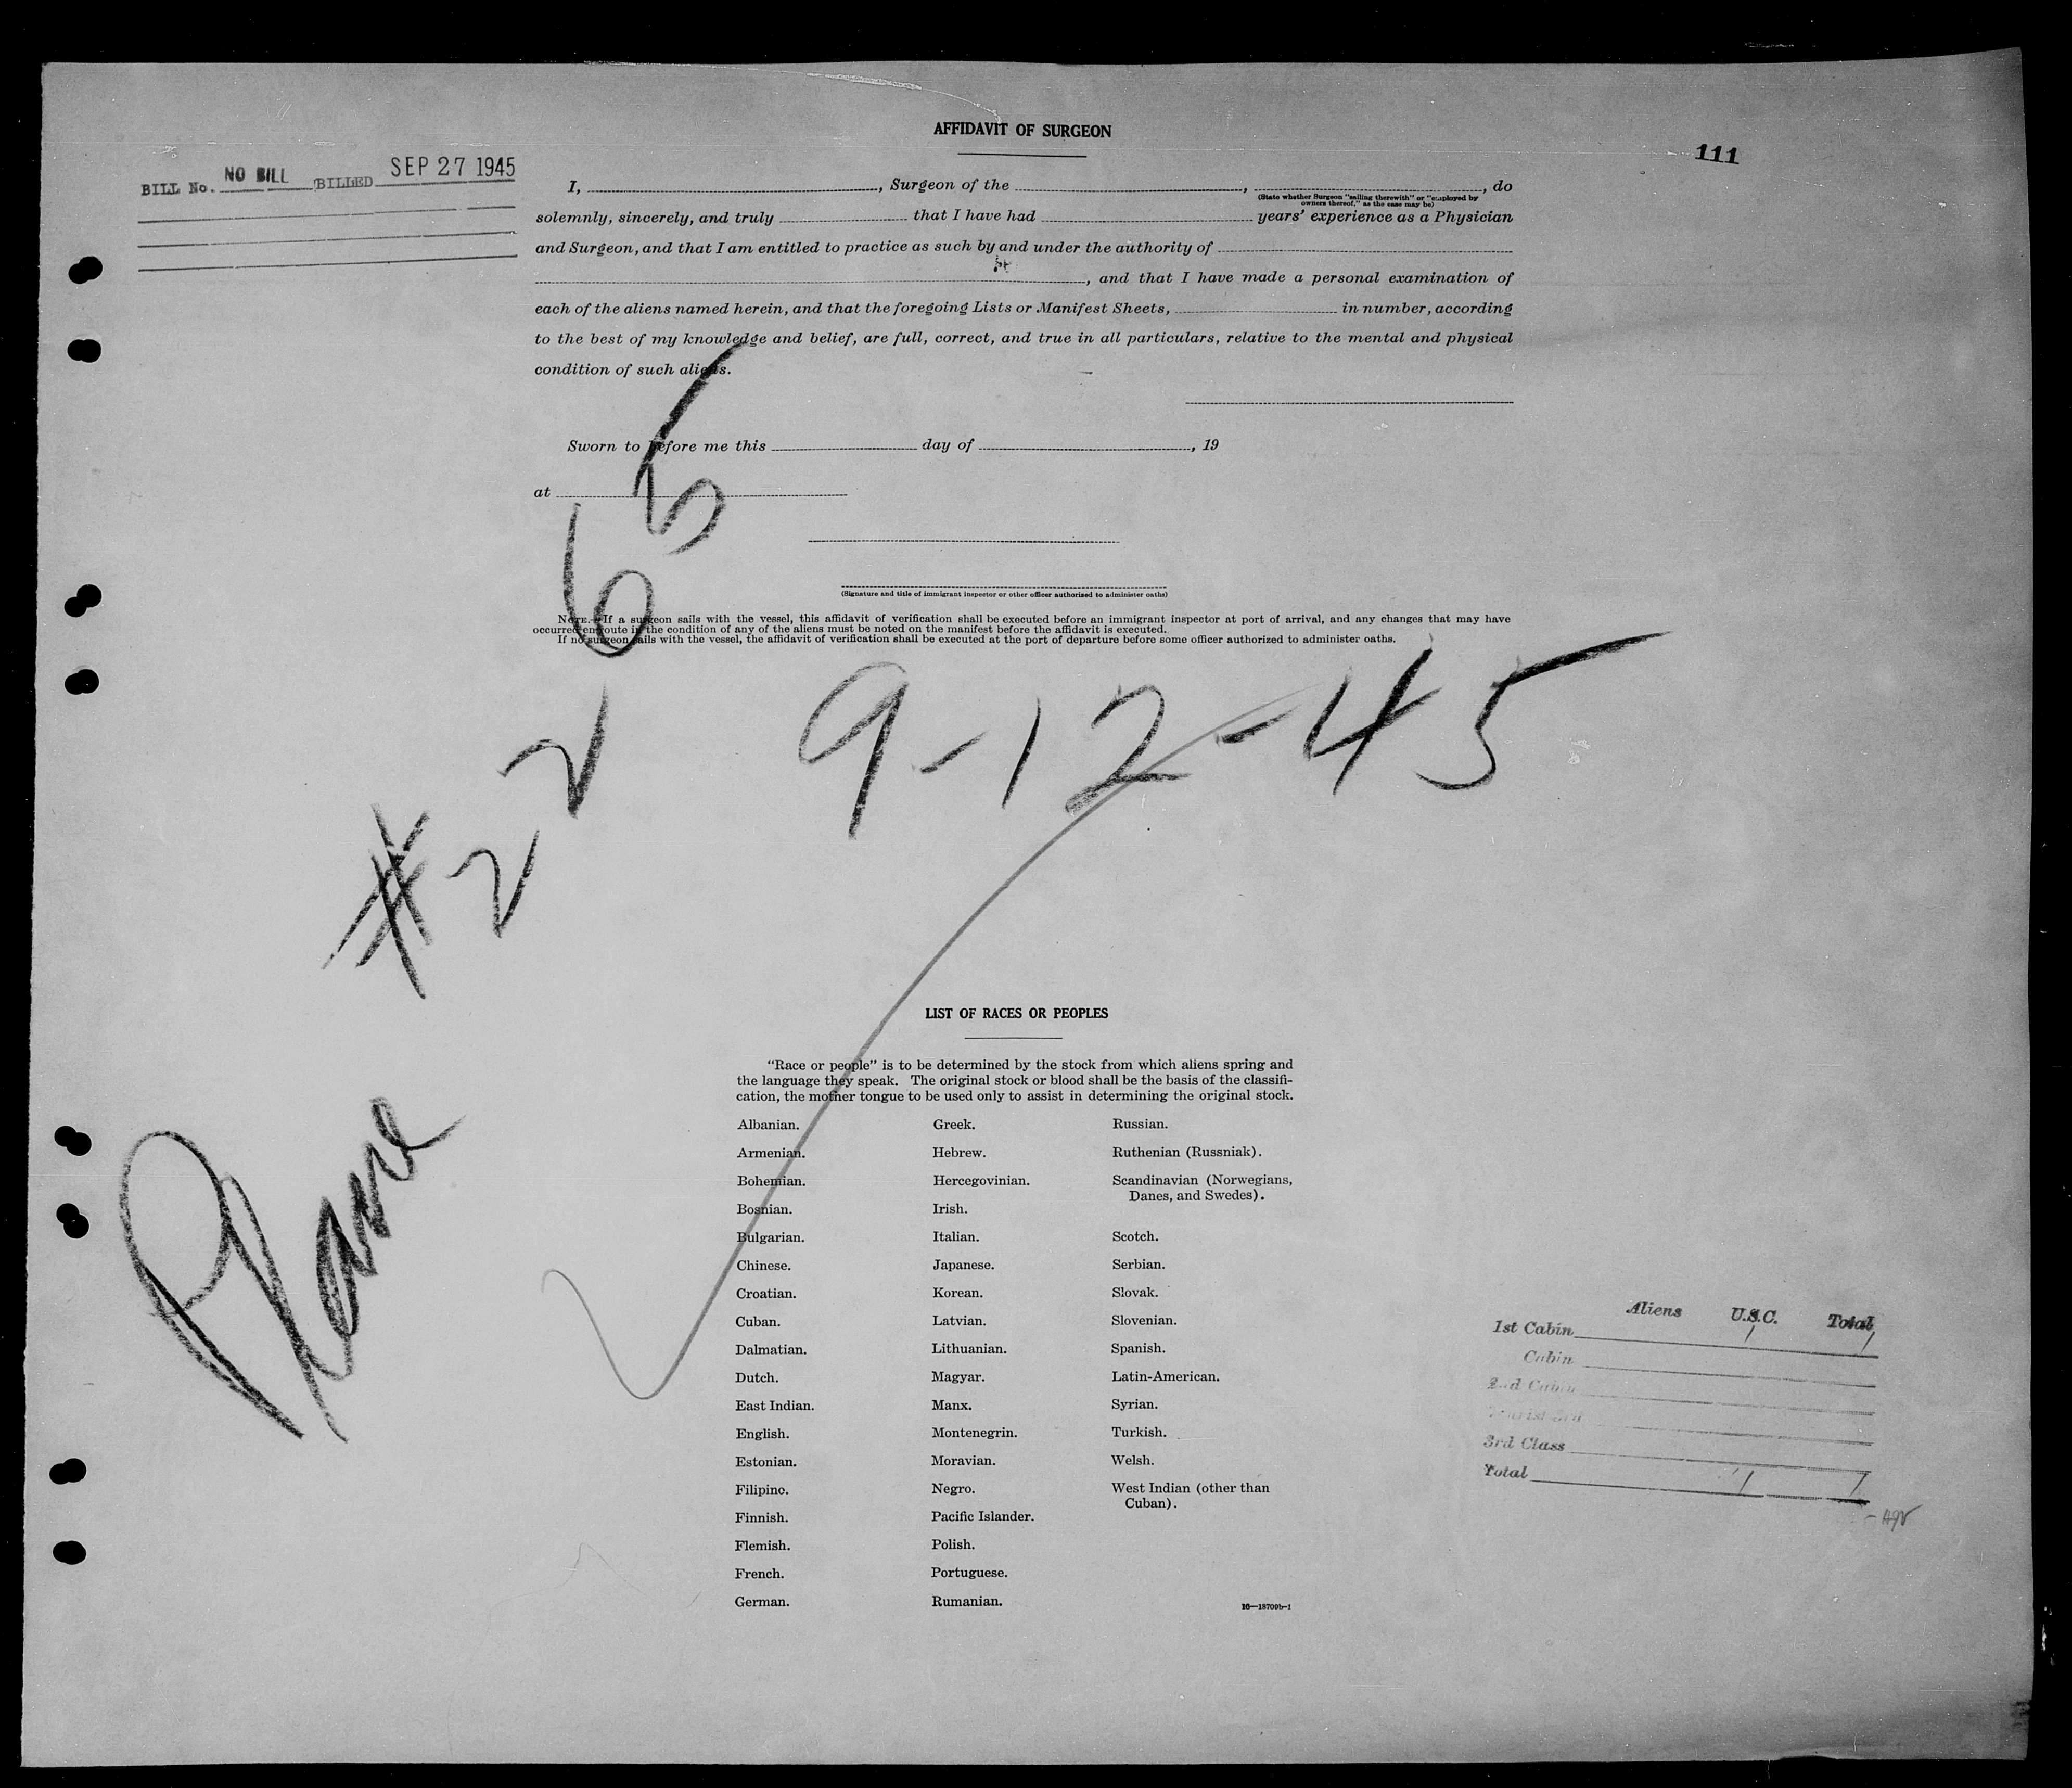 AFFIDAVIT OF SURGEON
111
BILL No. NO BILL BILLED SEP 27 1945
I, , Surgeon of the , , do
(State whether Surgeon "sailing therewith" or "employed by
owners thereof," as the case may be)
solemnly, sincerely, and truly that I have had years' experience as a Physician
and Surgeon, and that I am entitled to practice as such by and under the authority of
, and that I have made a personal examination of
each of the aliens named herein, and that the foregoing Lists or Manifest Sheets, in number, according
to the best of my knowledge and belief, are full, correct, and true in all particulars, relative to the mental and physical
condition of such aliens.
Sworn to before me this day of , 19
at
(Signature and title of immigrant inspector or other officer authorized to administer oaths)
NOTE.—If a surgeon sails with the vessel, this affidavit of verification shall be executed before an immigrant inspector at port of arrival, and any changes that may have
occurred en route in the condition of any of the aliens must be noted on the manifest before the affidavit is executed.
If no surgeon sails with the vessel, the affidavit of verification shall be executed at the port of departure before some officer authorized to administer oaths.
Plane #2265
9-12-45
LIST OF RACES OR PEOPLES
"Race or people" is to be determined by the stock from which aliens spring and
the language they speak. The original stock or blood shall be the basis of the classifi-
cation, the mother tongue to be used only to assist in determining the original stock.
Albanian.
Armenian.
Bohemian.
Bosnian.
Bulgarian.
Chinese.
Croatian.
Cuban.
Dalmatian.
Dutch.
East Indian.
English.
Estonian.
Filipino.
Finnish.
Flemish.
French.
German.
Greek.
Hebrew.
Hercegovinian.
Irish.
Italian.
Japanese.
Korean.
Latvian.
Lithuanian.
Magyar.
Manx.
Montenegrin.
Moravian.
Negro.
Pacific Islander.
Polish.
Portuguese.
Rumanian.
Russian.
Ruthenian (Russniak).
Scandinavian (Norwegians,
Danes, and Swedes).
Scotch.
Serbian.
Slovak.
Slovenian.
Spanish.
Latin-American.
Syrian.
Turkish.
Welsh.
West Indian (other than
Cuban).
16—18709b-1
Aliens U.S.C. Total
1st Cabin 1 1
Cabin
2nd Cabin
3rd Class
Total 1 1